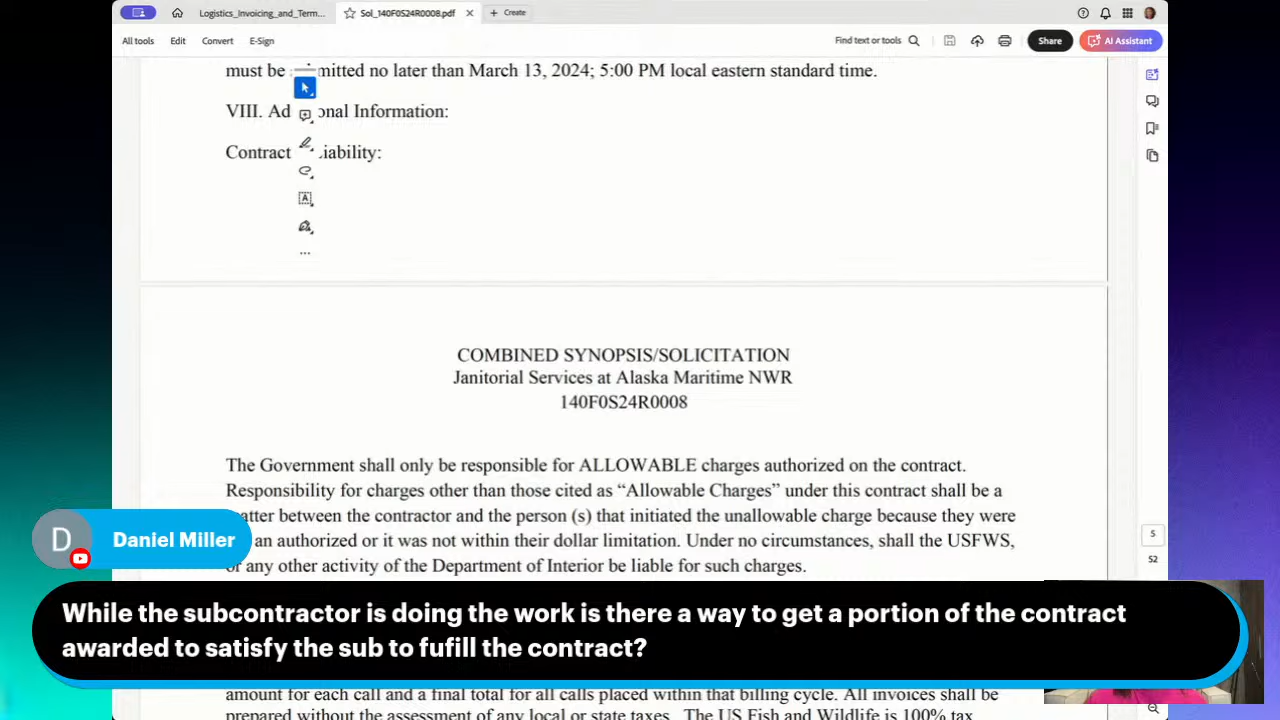 Logistics_Invoicing_and_Term...
Sol_140F0S24R0008.pdf
Create
All tools
Edit
Convert
E-Sign
Find text or tools
Share
AI Assistant
must be mitted no later than March 13, 2024; 5:00 PM local eastern standard time.
VIII. Ad onal Information:
Contract iability:
A
...
COMBINED SYNOPSIS/SOLICITATION
Janitorial Services at Alaska Maritime NWR
140F0S24R0008
The Government shall only be responsible for ALLOWABLE charges authorized on the contract.
Responsibility for charges other than those cited as “Allowable Charges” under this contract shall be a
atter between the contractor and the person (s) that initiated the unallowable charge because they were
an authorized or it was not within their dollar limitation. Under no circumstances, shall the USFWS,
or any other activity of the Department of Interior be liable for such charges.
5
52
D
Daniel Miller
While the subcontractor is doing the work is there a way to get a portion of the contract
awarded to satisfy the sub to fufill the contract?
amount for each call and a final total for all calls placed within that billing cycle. All invoices shall be
prepared without the assessment of any local or state taxes. The US Fish and Wildlife is 100% tax